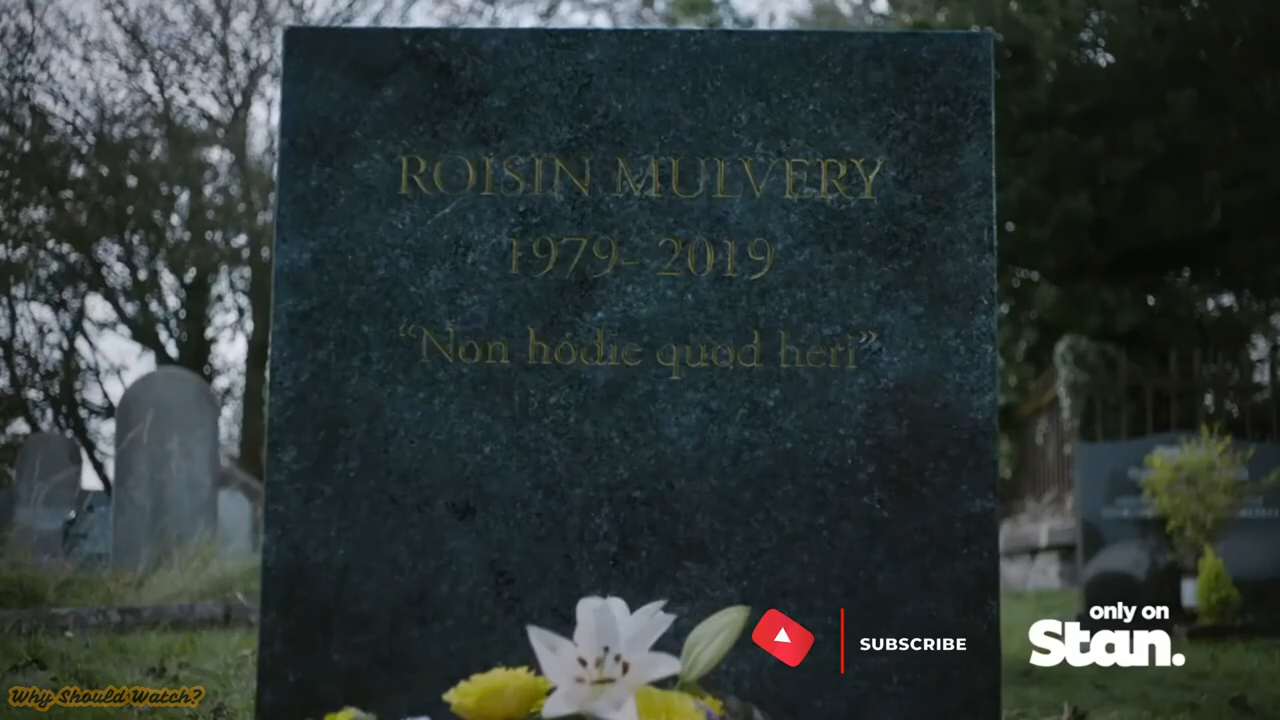 ROISIN MULVERY
1979- 2019
“Non hodie quod heri”
SUBSCRIBE
only on
Stan.
Why Should Watch?